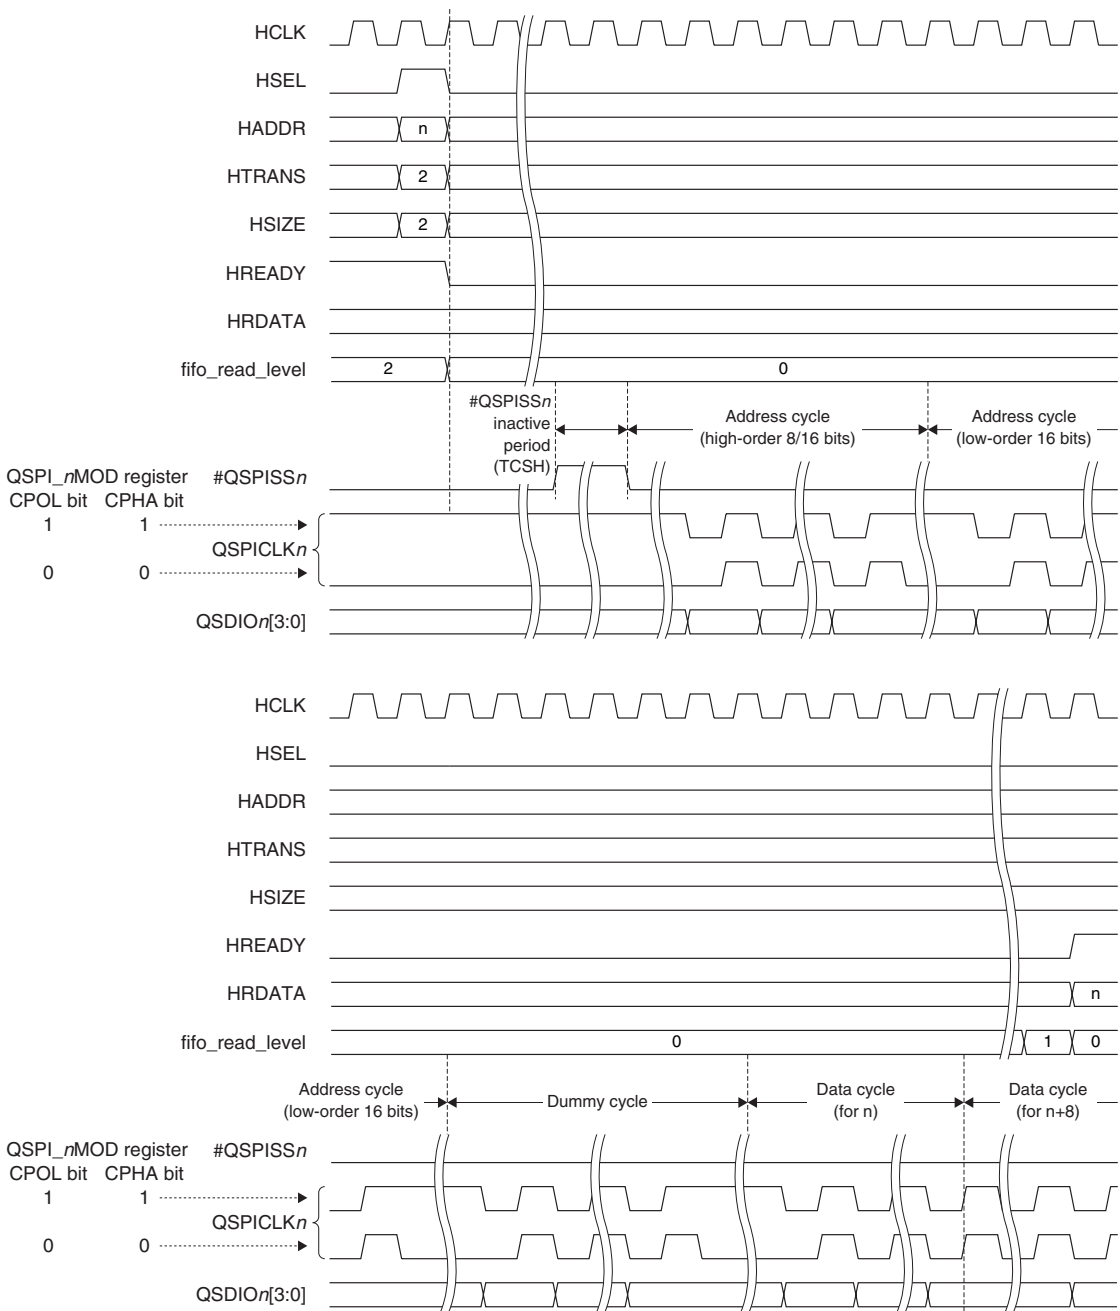 HCLK
HSEL
HADDR n
HTRANS 2
HSIZE 2
HREADY
HRDATA
fifo_read_level 2 0
#QSPISSn
inactive
period
(TCSH)
Address cycle
(high-order 8/16 bits)
Address cycle
(low-order 16 bits)
QSPI_nMOD register #QSPISSn
CPOL bit CPHA bit
1 1
QSPICLKn
0 0
QSDIOn[3:0]
HCLK
HSEL
HADDR
HTRANS
HSIZE
HREADY
HRDATA n
fifo_read_level 0 1 0
Address cycle
(low-order 16 bits)
Dummy cycle
Data cycle
(for n)
Data cycle
(for n+8)
QSPI_nMOD register #QSPISSn
CPOL bit CPHA bit
1 1
QSPICLKn
0 0
QSDIOn[3:0]